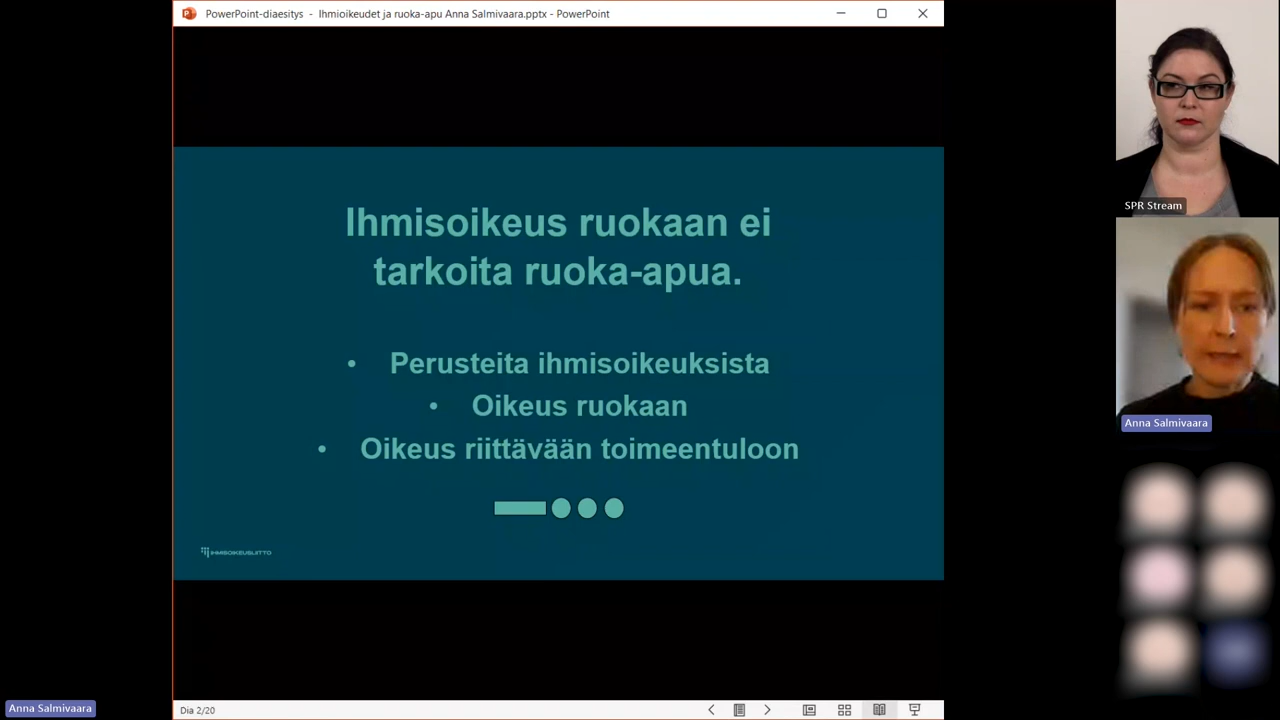 PowerPoint-diaesitys - Ihmioikeudet ja ruoka-apu Anna Salmivaara.pptx - PowerPoint
Ihmisoikeus ruokaan ei
tarkoita ruoka-apua.
• Perusteita ihmisoikeuksista
• Oikeus ruokaan
• Oikeus riittävään toimeentuloon
IHMISOIKEUSLIITTO
Dia 2/20
SPR Stream
Anna Salmivaara
Anna Salmivaara